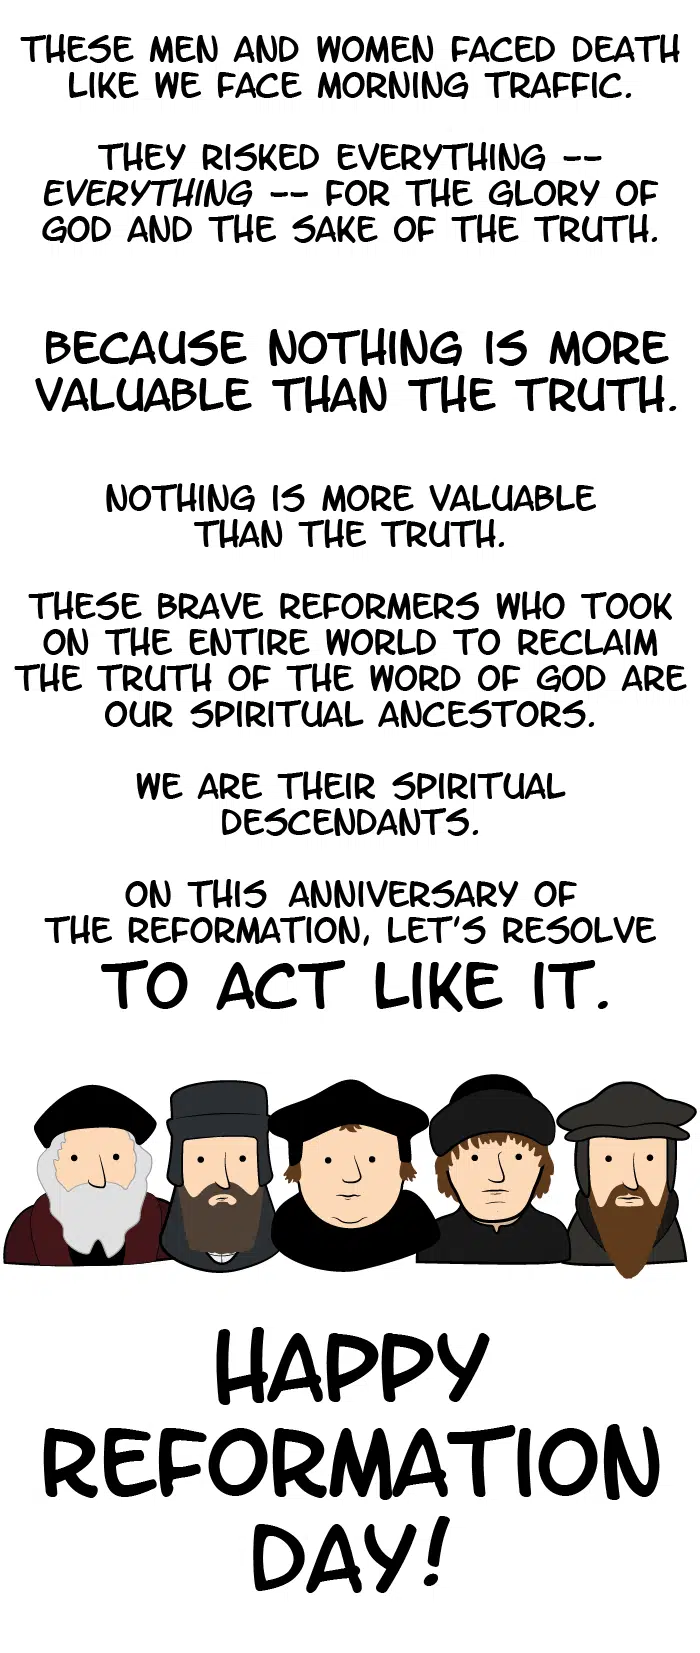 THESE MEN AND WOMEN FACED DEATH
LIKE WE FACE MORNING TRAFFIC.
THEY RISKED EVERYTHING --
EVERYTHING -- FOR THE GLORY OF
GOD AND THE SAKE OF THE TRUTH.
BECAUSE NOTHING IS MORE
VALUABLE THAN THE TRUTH.
NOTHING IS MORE VALUABLE
THAN THE TRUTH.
THESE BRAVE REFORMERS WHO TOOK
ON THE ENTIRE WORLD TO RECLAIM
THE TRUTH OF THE WORD OF GOD ARE
OUR SPIRITUAL ANCESTORS.
WE ARE THEIR SPIRITUAL
DESCENDANTS.
ON THIS ANNIVERSARY OF
THE REFORMATION, LET'S RESOLVE
TO ACT LIKE IT.
HAPPY
REFORMATION
DAY!